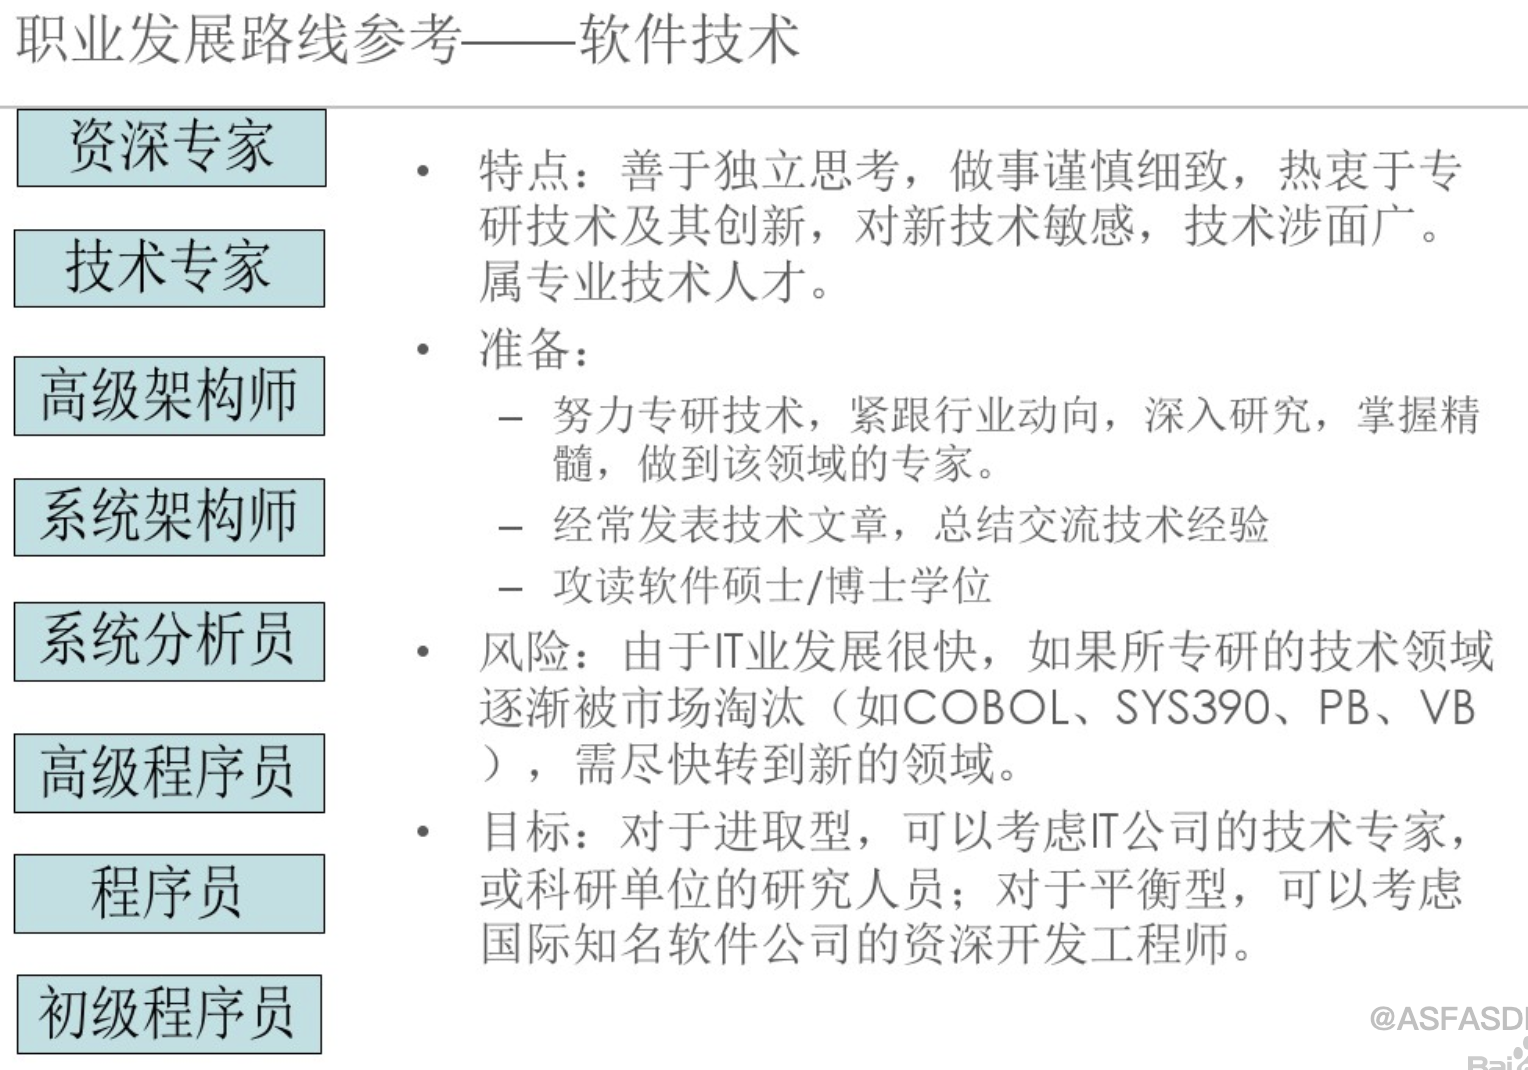 职业发展路线参考——软件技术
资深专家
技术专家
高级架构师
系统架构师
系统分析员
高级程序员
程序员
初级程序员
• 特点：善于独立思考，做事谨慎细致，热衷于专
研技术及其创新，对新技术敏感，技术涉面广。
属专业技术人才。
• 准备：
– 努力专研技术，紧跟行业动向，深入研究，掌握精
髓，做到该领域的专家。
– 经常发表技术文章，总结交流技术经验
– 攻读软件硕士/博士学位
• 风险：由于IT业发展很快，如果所专研的技术领域
逐渐被市场淘汰（如COBOL、SYS390、PB、VB
），需尽快转到新的领域。
• 目标：对于进取型，可以考虑IT公司的技术专家，
或科研单位的研究人员；对于平衡型，可以考虑
国际知名软件公司的资深开发工程师。